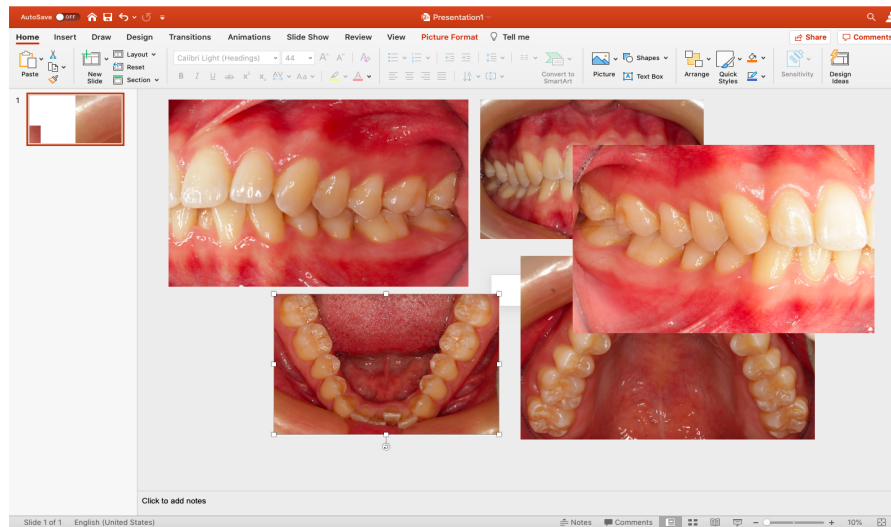 AutoSave OFF Presentation1
Home Insert Draw Design Transitions Animations Slide Show Review View Picture Format Tell me Share Comments
Paste New Slide Layout Reset Section Calibri Light (Headings) 44 Convert to SmartArt Picture Shapes Text Box Arrange Quick Styles Sensitivity Design Ideas
1
Click to add notes
Slide 1 of 1 English (United States) Notes Comments 10%